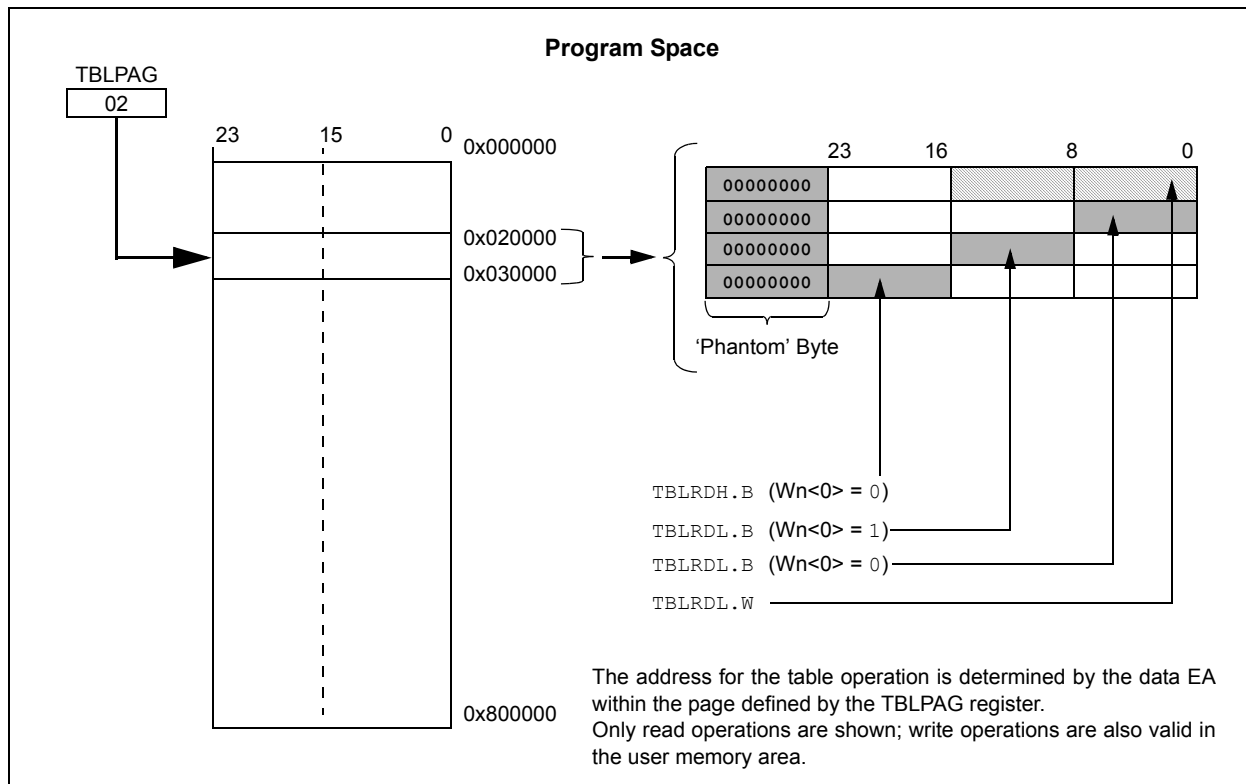 Program Space
TBLPAG
02
23 15 0
0x000000
23 16 8 0
00000000
00000000
00000000
00000000
0x020000
0x030000
‘Phantom’ Byte
TBLRDH.B (Wn<0> = 0)
TBLRDL.B (Wn<0> = 1)
TBLRDL.B (Wn<0> = 0)
TBLRDL.W
0x800000
The address for the table operation is determined by the data EA
within the page defined by the TBLPAG register.
Only read operations are shown; write operations are also valid in
the user memory area.